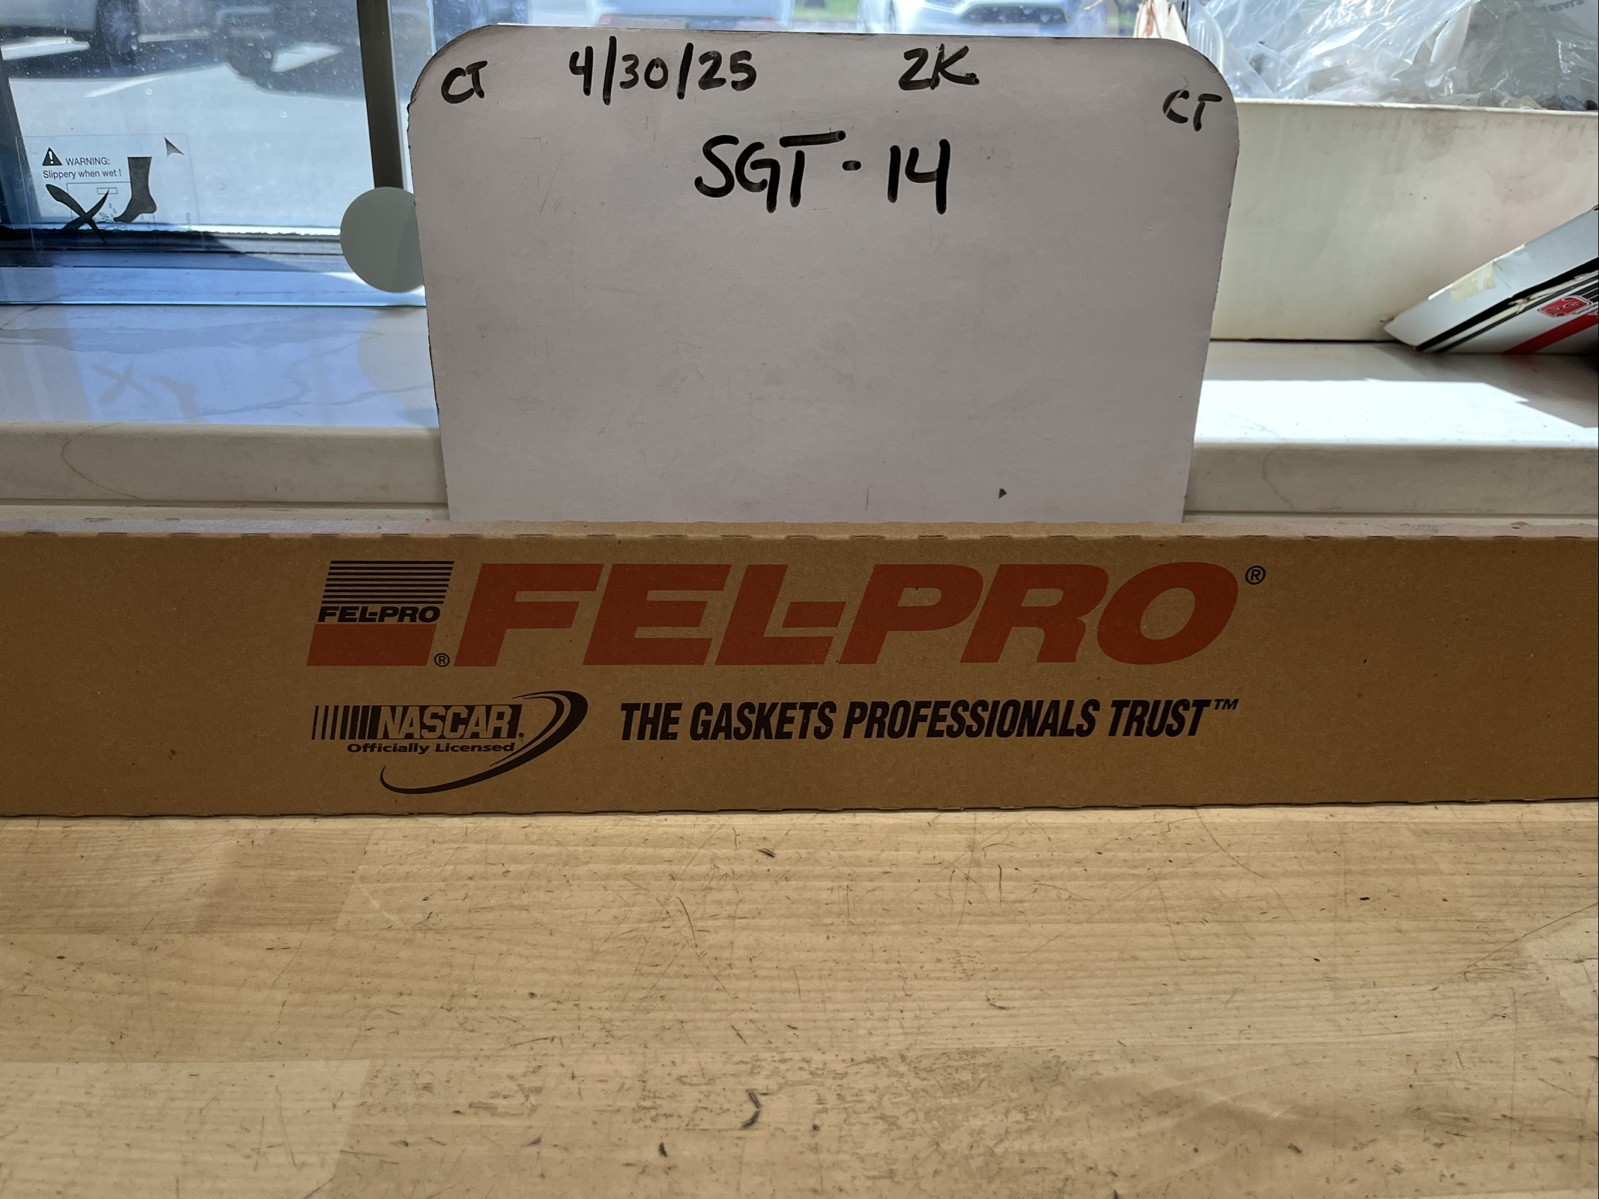 CT 4/30/25 2K CT
SGT-14
WARNING:
Slippery when wet !
FEL-PRO
FEL-PRO®
®
NASCAR®
Officially Licensed
THE GASKETS PROFESSIONALS TRUST™